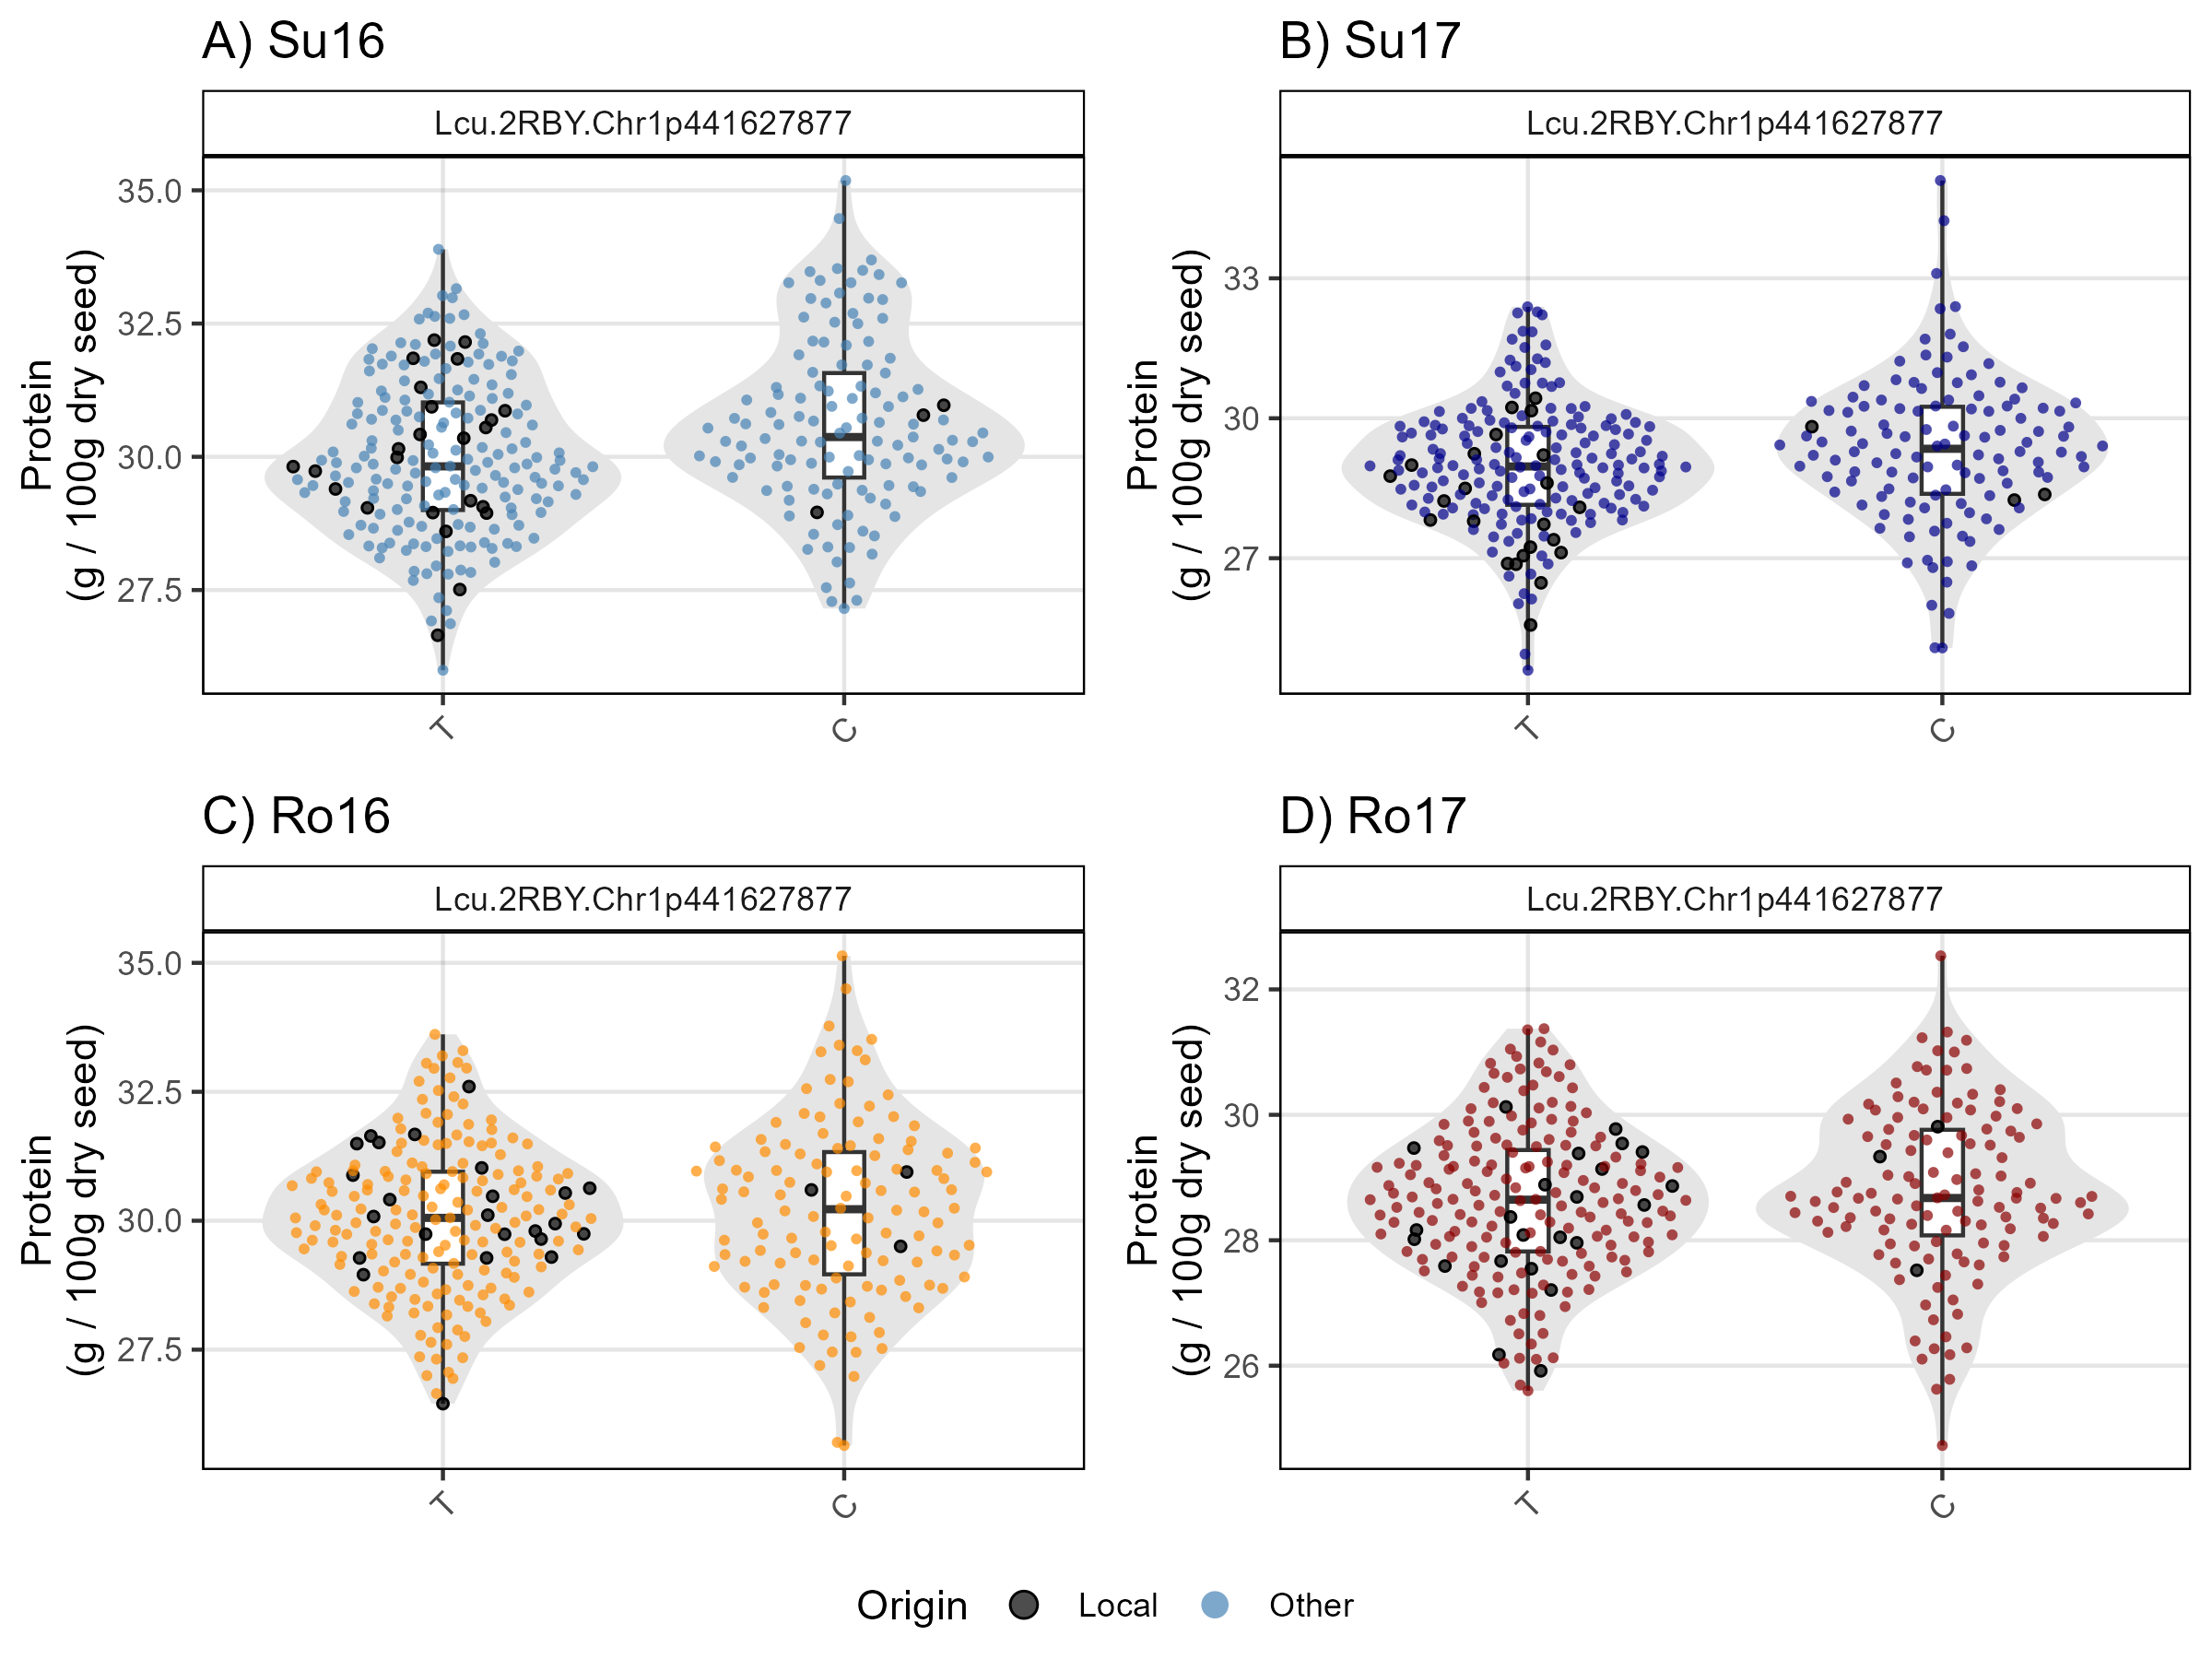 A) Su16
Lcu.2RBY.Chr1p441627877
Protein
(g / 100g dry seed)
35.0
32.5
30.0
27.5
T
C
B) Su17
Lcu.2RBY.Chr1p441627877
Protein
(g / 100g dry seed)
33
30
27
T
C
C) Ro16
Lcu.2RBY.Chr1p441627877
Protein
(g / 100g dry seed)
35.0
32.5
30.0
27.5
T
C
D) Ro17
Lcu.2RBY.Chr1p441627877
Protein
(g / 100g dry seed)
32
30
28
26
T
C
Origin Local Other